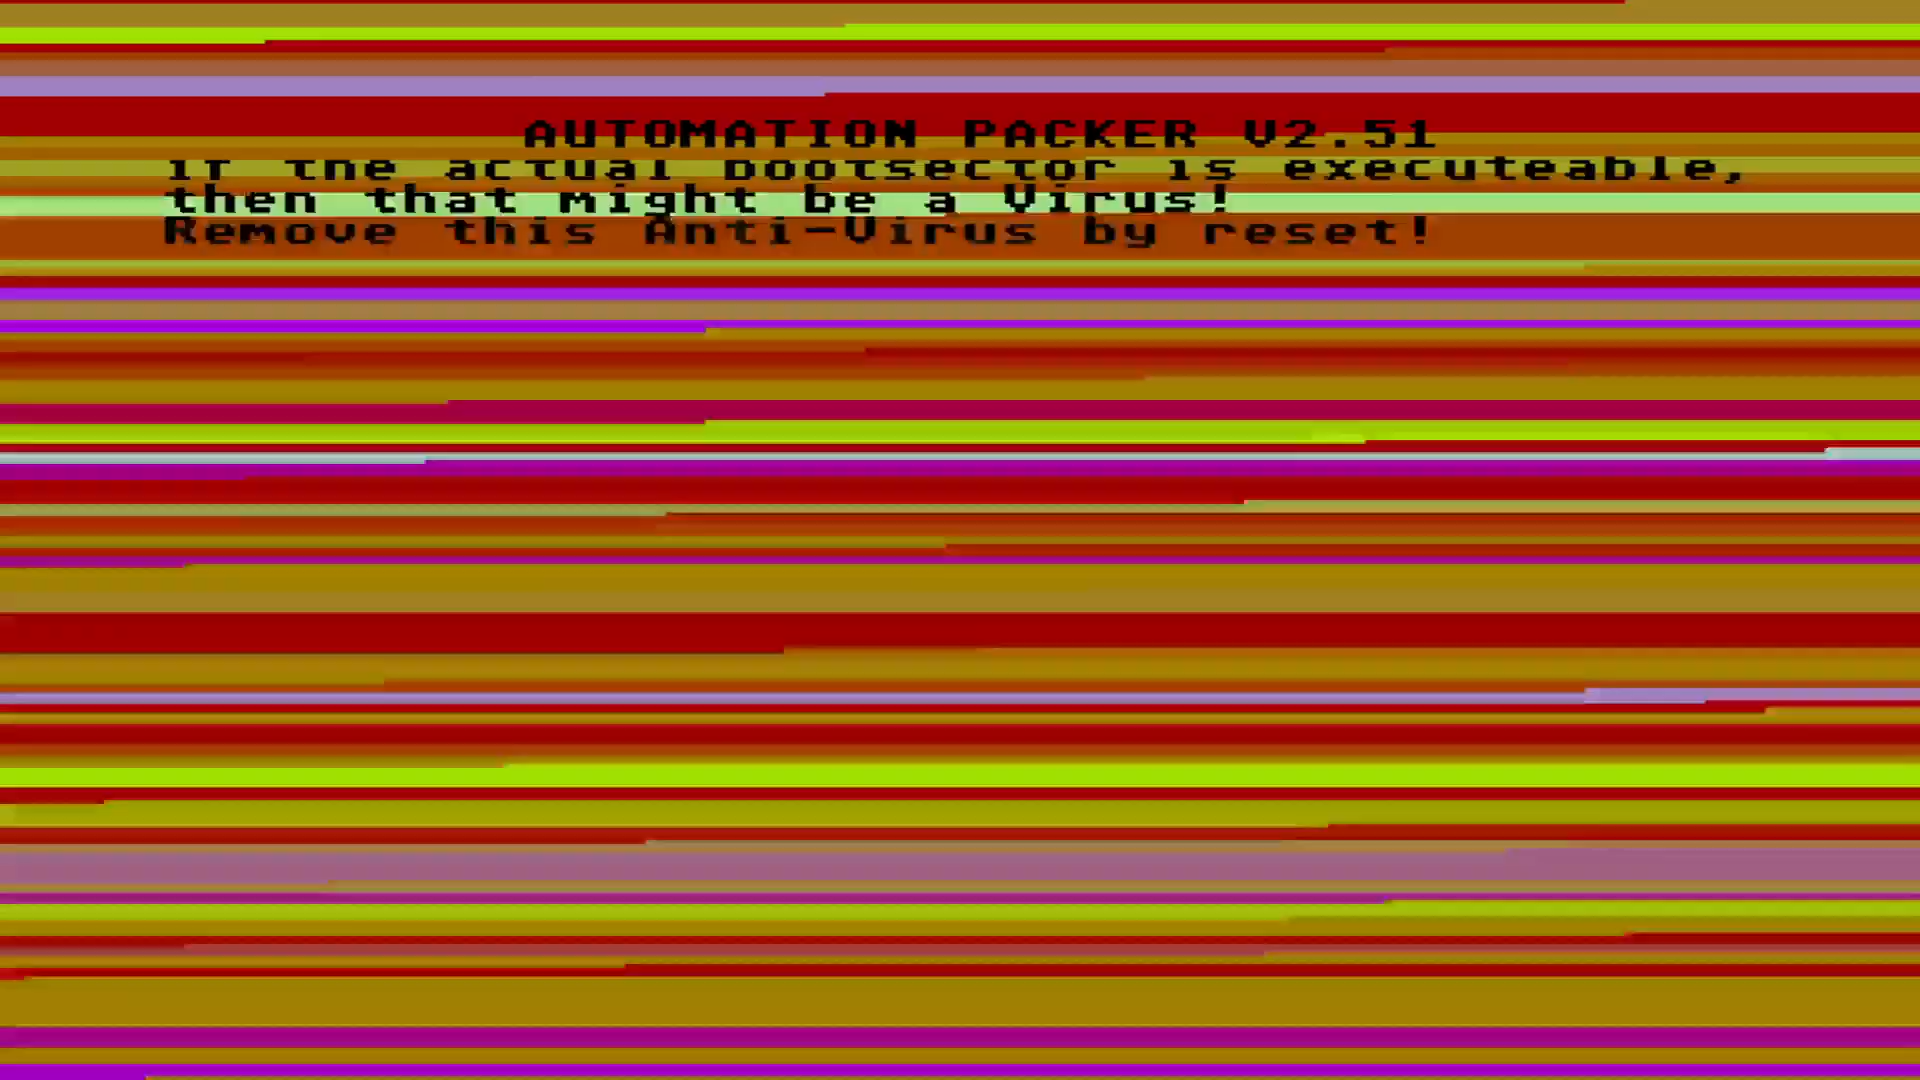 AUTOMATION PACKER V2.51
If the actual bootsector is executeable,
then that might be a Virus!
Remove this Anti-Virus by reset!